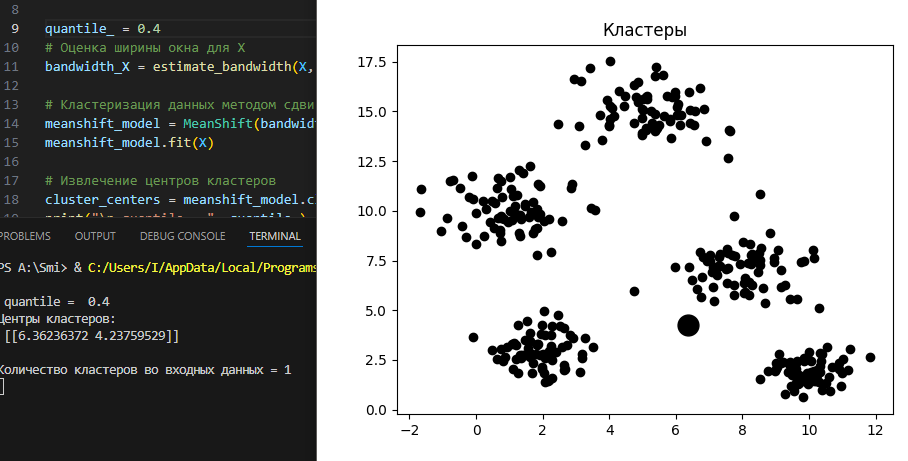 8
9 quantile_ = 0.4
10 # Оценка ширины окна для X
11 bandwidth_X = estimate_bandwidth(X,
12
13 # Кластеризация данных методом сдви
14 meanshift_model = MeanShift(bandwid
15 meanshift_model.fit(X)
16
17 # Извлечение центров кластеров
18 cluster_centers = meanshift_model.c
PROBLEMS OUTPUT DEBUG CONSOLE TERMINAL
PS A:\Smi> & C:/Users/I/AppData/Local/Programs
quantile = 0.4
Центры кластеров:
[[6.36236372 4.23759529]]
Количество кластеров во входных данных = 1
Кластеры
17.5
15.0
12.5
10.0
7.5
5.0
2.5
0.0
−2 0 2 4 6 8 10 12